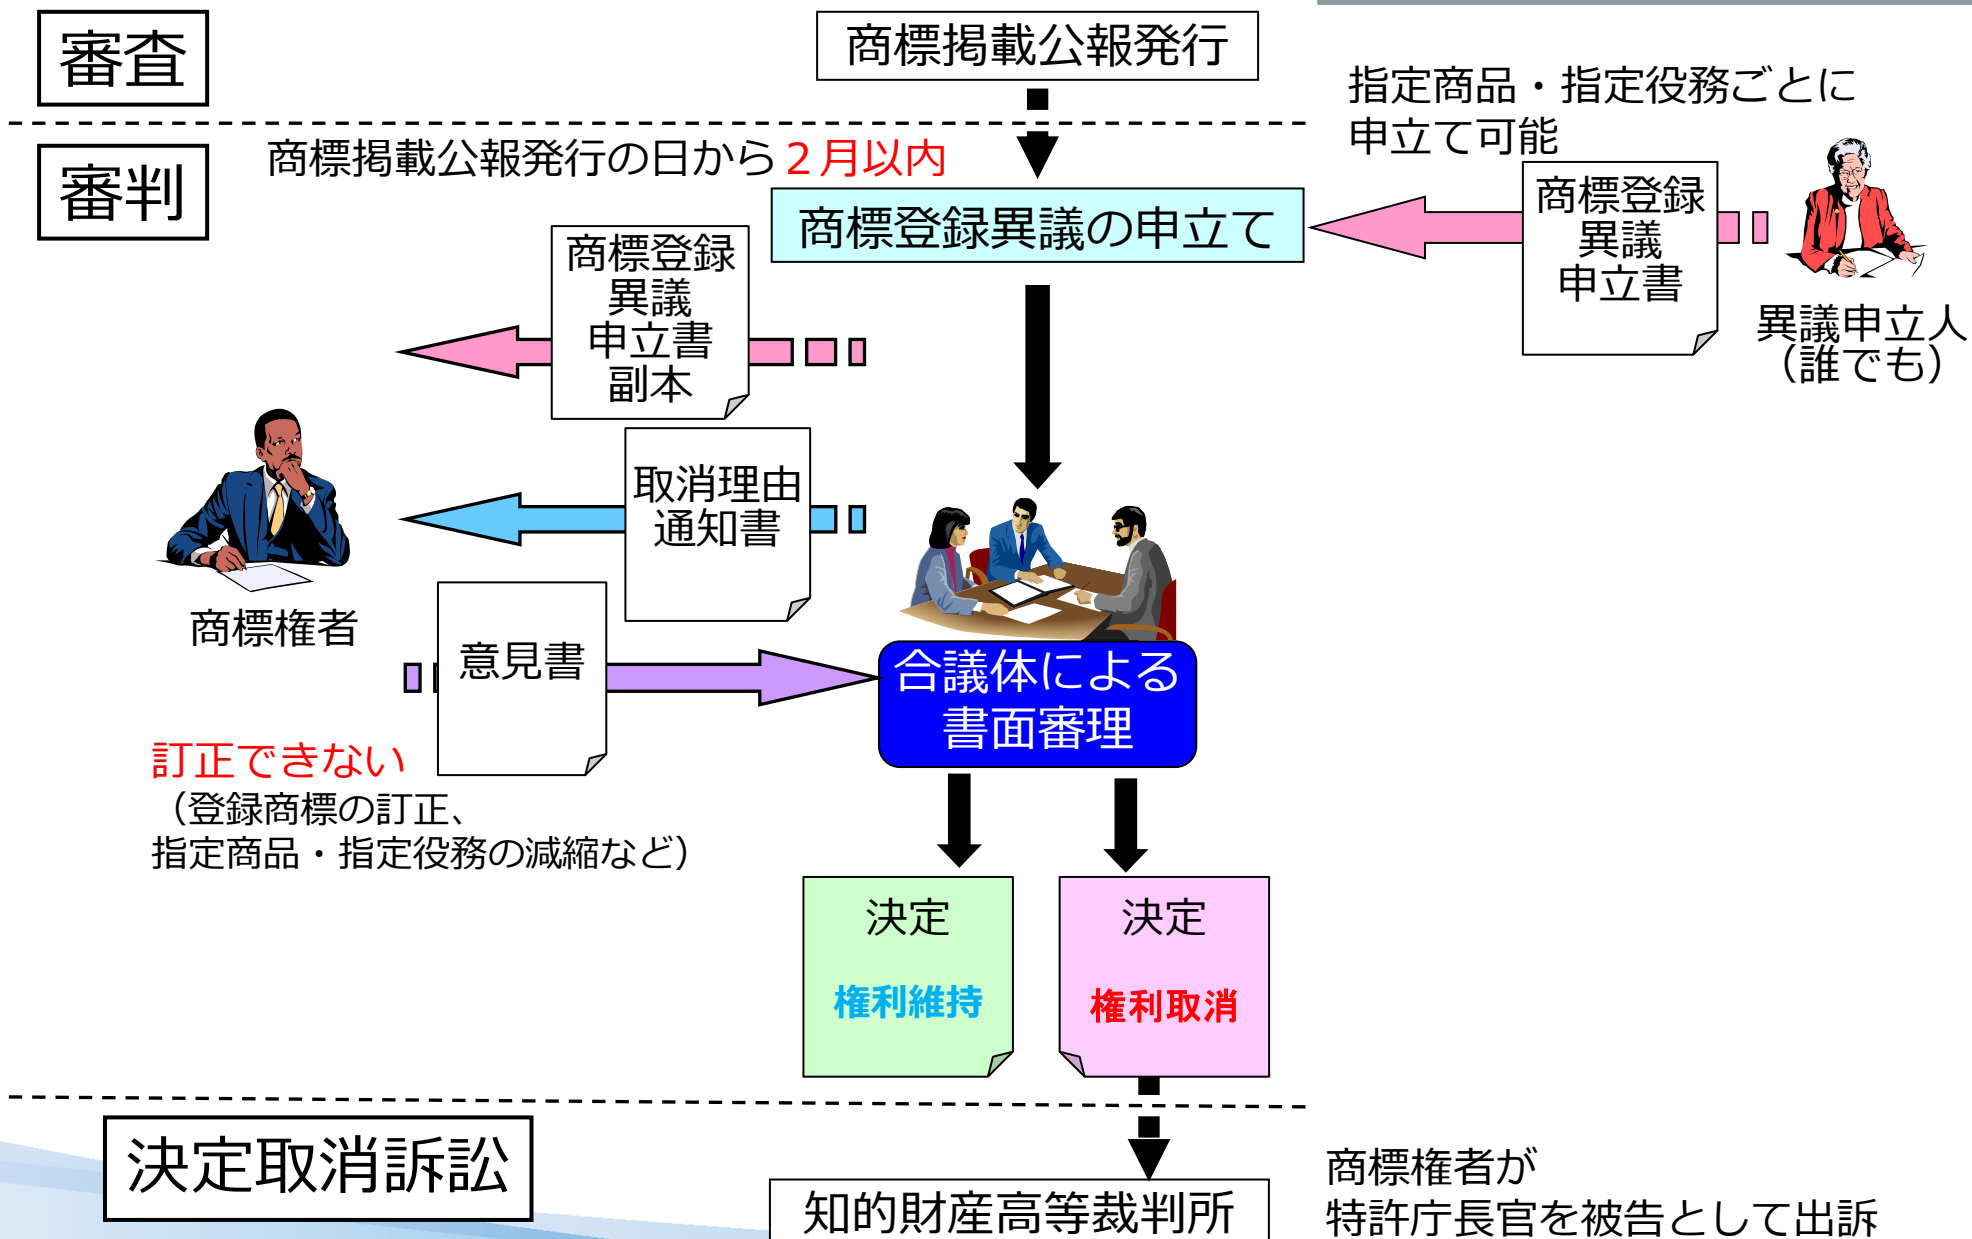 審査
商標掲載公報発行
指定商品・指定役務ごとに
申立て可能
審判
商標掲載公報発行の日から２月以内
商標登録異議の申立て
商標登録
異議
申立書
異議申立人
（誰でも）
商標登録
異議
申立書
副本
取消理由
通知書
商標権者
意見書
合議体による
書面審理
訂正できない
（登録商標の訂正、
指定商品・指定役務の減縮など）
決定
権利維持
決定
権利取消
決定取消訴訟
知的財産高等裁判所
商標権者が
特許庁長官を被告として出訴